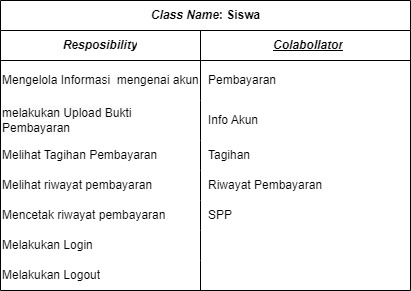 Class Name: Siswa
Resposibility
Colabollator
Mengelola Informasi mengenai akun
Pembayaran
melakukan Upload Bukti
Pembayaran
Info Akun
Melihat Tagihan Pembayaran
Tagihan
Melihat riwayat pembayaran
Riwayat Pembayaran
Mencetak riwayat pembayaran
SPP
Melakukan Login
Melakukan Logout